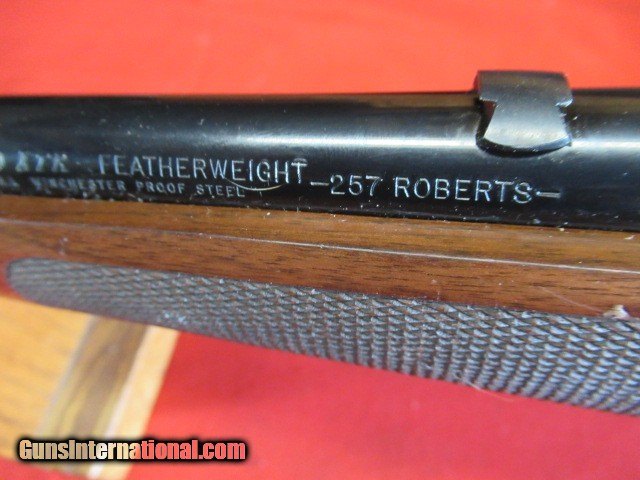 FEATHERWEIGHT -257 ROBERTS-
WINCHESTER PROOF STEEL
GunsInternational.com